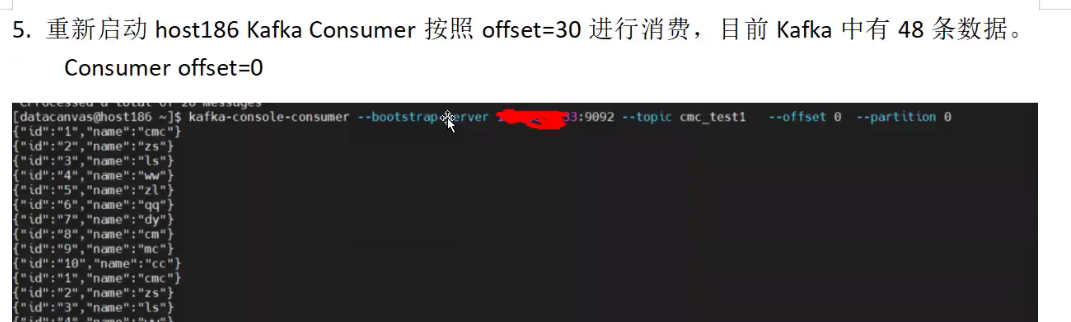 5. 重新启动 host186 Kafka Consumer 按照 offset=30 进行消费，目前 Kafka 中有 48 条数据。
Consumer offset=0
a total of 28 messages
[datacanvas@host186 ~]$ kafka-console-consumer --bootstrap-server :9092 --topic cmc_test1 --offset 0 --partition 0
{"id":"1","name":"cmc"}
{"id":"2","name":"zs"}
{"id":"3","name":"ls"}
{"id":"4","name":"ww"}
{"id":"5","name":"zl"}
{"id":"6","name":"qq"}
{"id":"7","name":"dy"}
{"id":"8","name":"cm"}
{"id":"9","name":"mc"}
{"id":"10","name":"cc"}
{"id":"1","name":"cmc"}
{"id":"2","name":"zs"}
{"id":"3","name":"ls"}